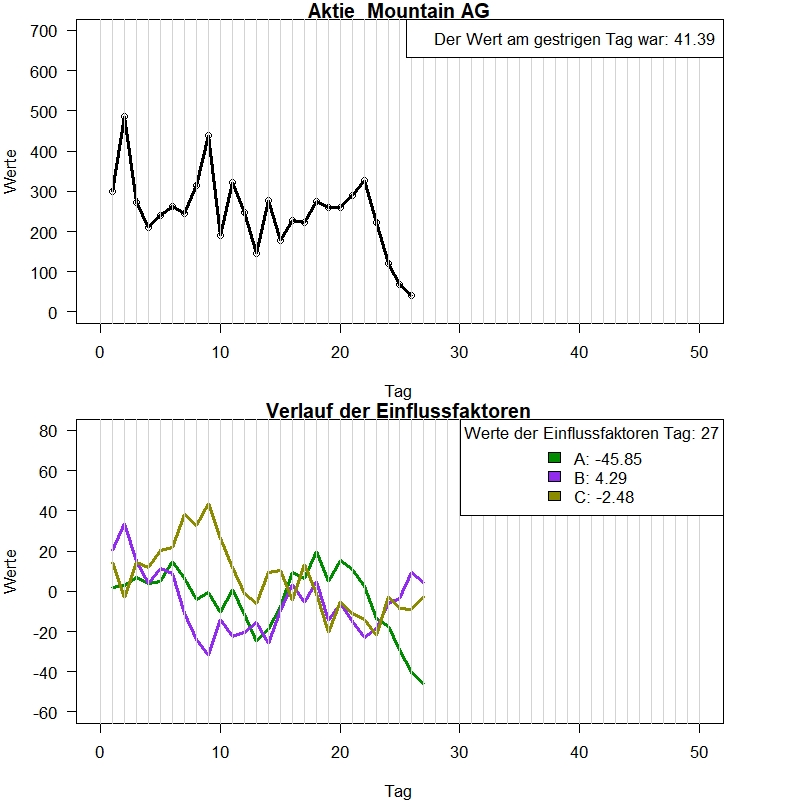 Aktie  Mountain AG
Der Wert am gestrigen Tag war: 41.39
Werte
700
600
500
400
300
200
100
0
0 10 20 30 40 50
Tag
Verlauf der Einflussfaktoren
Werte der Einflussfaktoren Tag: 27
A: -45.85
B: 4.29
C: -2.48
Werte
80
60
40
20
0
-20
-40
-60
0 10 20 30 40 50
Tag